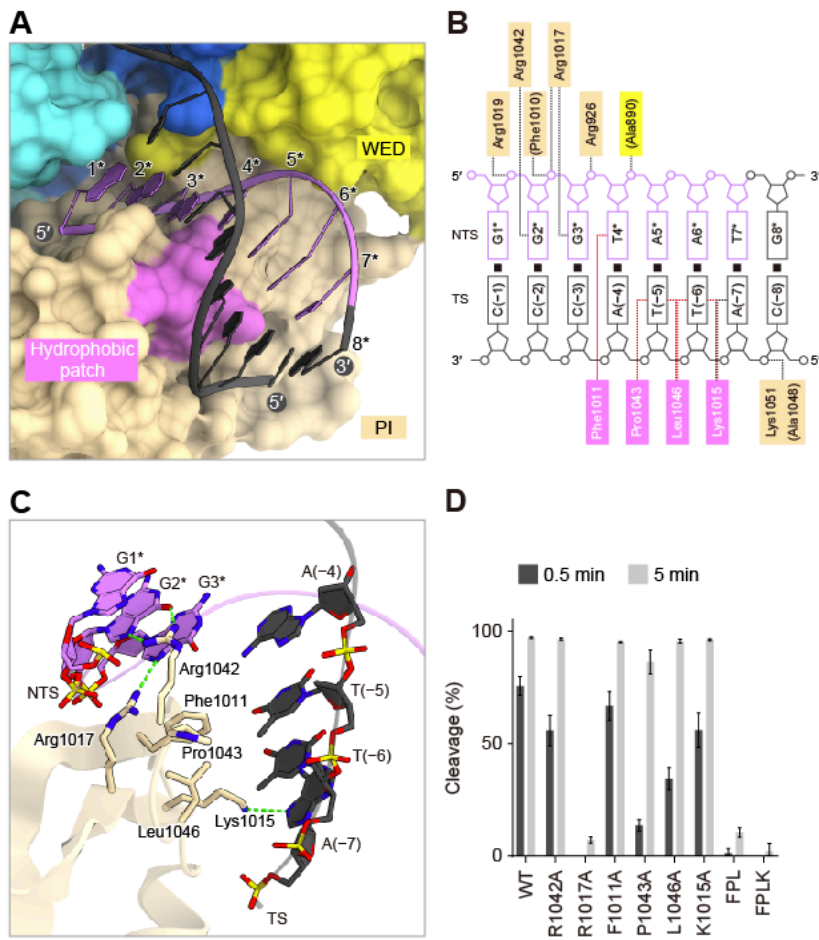 A
1*
2*
3*
4*
5*
6*
7*
8*
WED
5′
Hydrophobic
patch
3′
5′
PI
B
Arg1019
Arg1042
(Phe1010)
Arg1017
Arg926
(Ala890)
5′
3′
NTS
G1*
G2*
G3*
T4*
A5*
A6*
T7*
G8*
TS
C(−1)
C(−2)
C(−3)
A(−4)
T(−5)
T(−6)
A(−7)
C(−8)
3′
5′
Phe1011
Pro1043
Leu1046
Lys1015
Lys1051
(Ala1048)
C
G1*
G2*
G3*
A(−4)
Arg1042
NTS
Phe1011
T(−5)
Arg1017
Pro1043
T(−6)
Leu1046
Lys1015
A(−7)
TS
D
0.5 min
5 min
Cleavage (%)
100
50
0
WT
R1042A
R1017A
F1011A
P1043A
L1046A
K1015A
FPL
FPLK